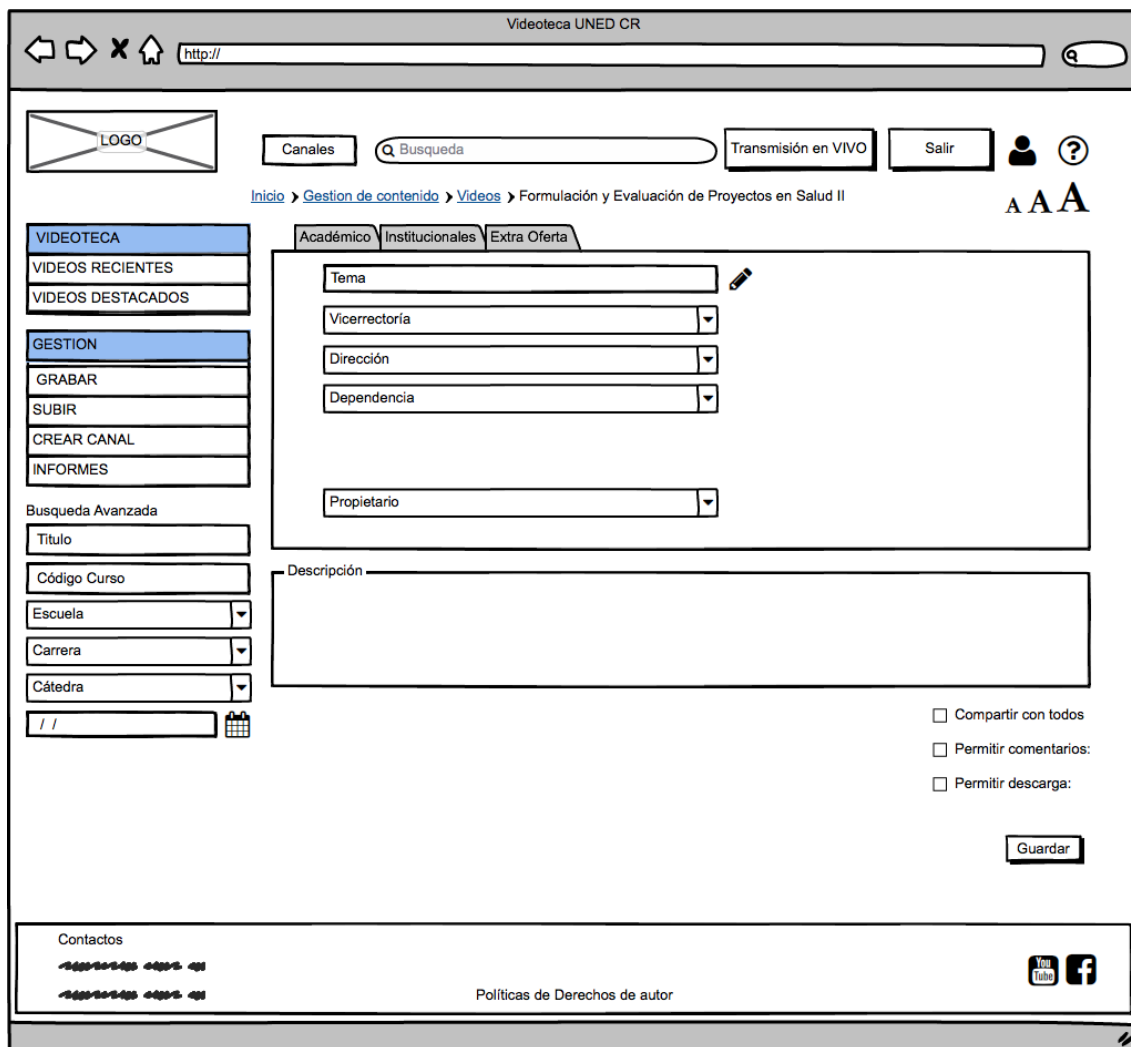 Videoteca UNED CR
http://
LOGO
Canales
Busqueda
Transmisión en VIVO
Salir
?
Inicio > Gestion de contenido > Videos > Formulación y Evaluación de Proyectos en Salud II
A A A
VIDEOTECA
VIDEOS RECIENTES
VIDEOS DESTACADOS
GESTION
GRABAR
SUBIR
CREAR CANAL
INFORMES
Busqueda Avanzada
Titulo
Código Curso
Escuela
Carrera
Cátedra
/ /
Académico
Institucionales
Extra Oferta
Tema
Vicerrectoría
Dirección
Dependencia
Propietario
Descripción
Compartir con todos
Permitir comentarios:
Permitir descarga:
Guardar
Contactos
Políticas de Derechos de autor
You
Tube
f